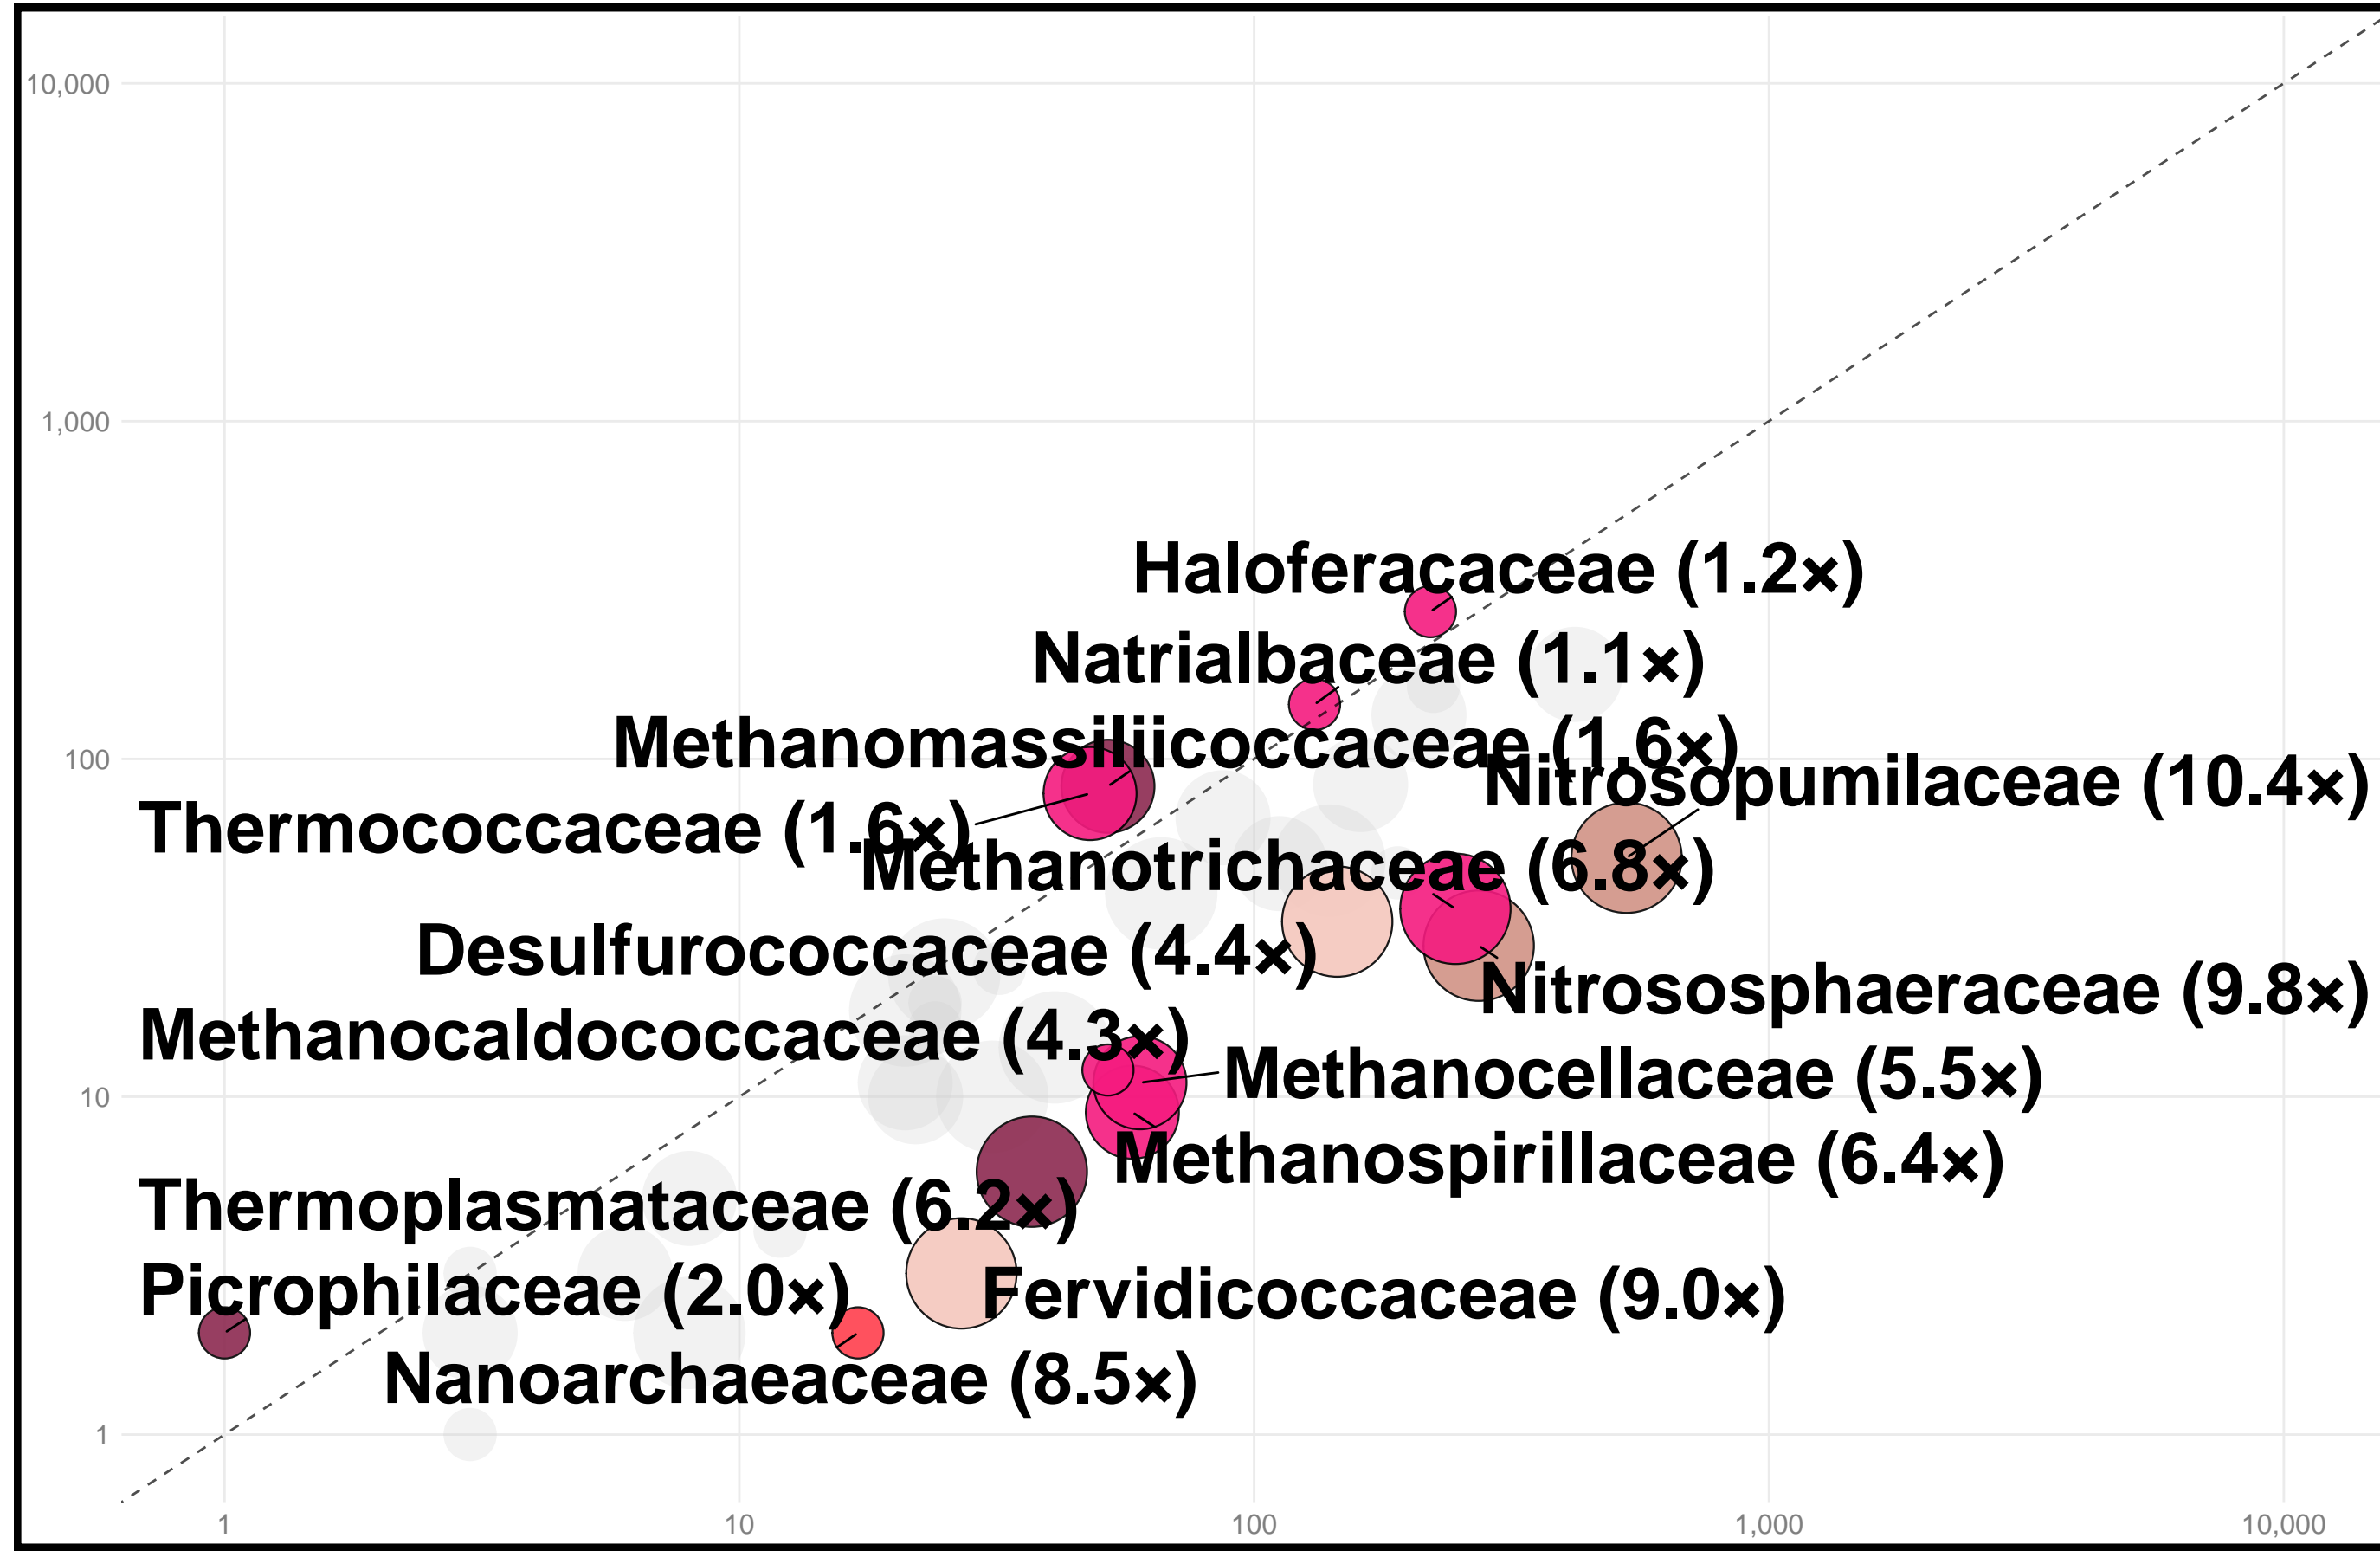 10,000
1,000
Haloferacaceae (1.2×)
Natrialbaceae (1.1×)
Methanomassiliicoccaceae (1.6×)
100
Nitrosopumilaceae (10.4×)
Thermococcaceae (1.6×)
Methanotrichaceae (6.8×)
Desulfurococcaceae (4.4×)
Nitrososphaeraceae (9.8×)
Methanocaldococcaceae (4.3×)
Methanocellaceae (5.5×)
10
Methanospirillaceae (6.4×)
Thermoplasmataceae (6.2×)
Picrophilaceae (2.0×)
Fervidicoccaceae (9.0×)
Nanoarchaeaceae (8.5×)
1
1 10 100 1,000 10,000